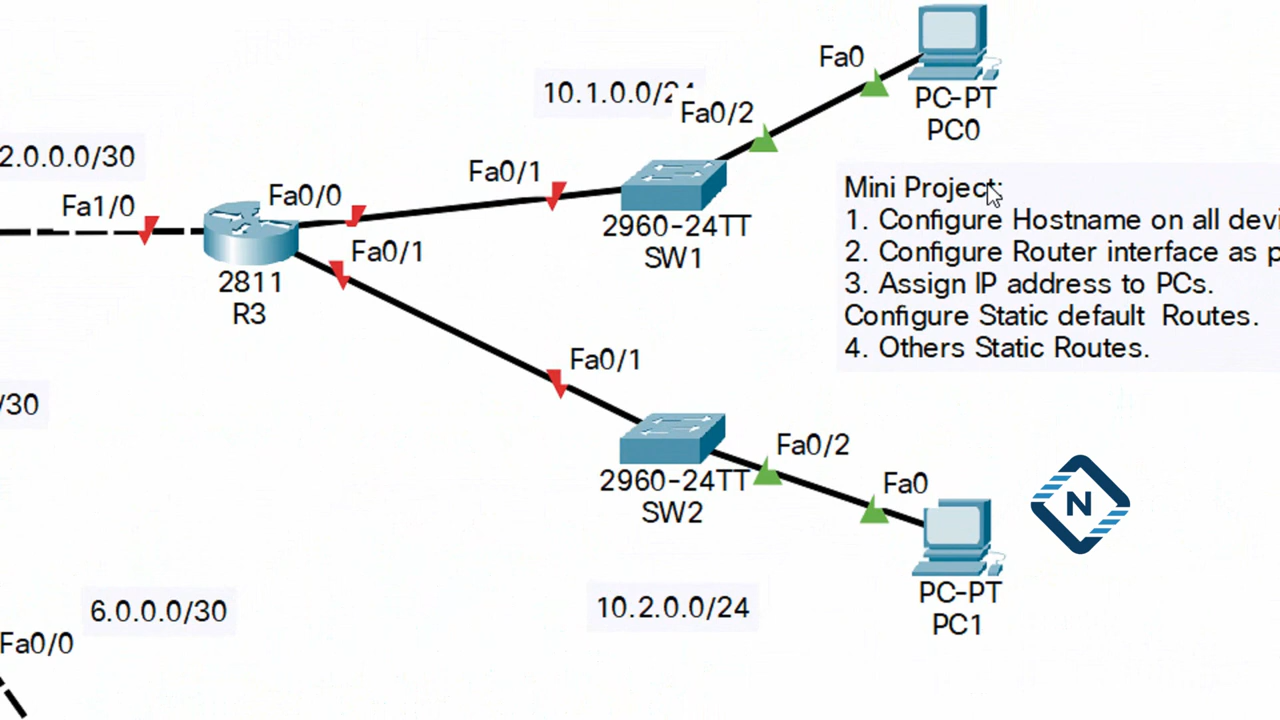 Fa0
10.1.0.0/24
Fa0/2
PC-PT
PC0
2.0.0.0/30
Fa1/0
Fa0/0
Fa0/1
2960-24TT
SW1
Mini Project:
1. Configure Hostname on all devi
2. Configure Router interface as p
3. Assign IP address to PCs.
Configure Static default Routes.
4. Others Static Routes.
Fa0/1
2811
R3
Fa0/1
/30
2960-24TT
SW2
Fa0/2
Fa0
N
PC-PT
PC1
6.0.0.0/30
10.2.0.0/24
Fa0/0